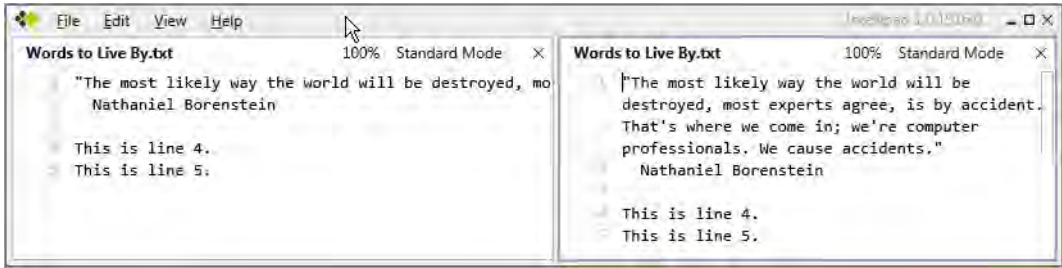 File Edit View Help
Words to Live By.txt 100% Standard Mode ×
"The most likely way the world will be destroyed, mo
Nathaniel Borenstein
This is line 4.
This is line 5.
Words to Live By.txt 100% Standard Mode ×
"The most likely way the world will be
destroyed, most experts agree, is by accident.
That's where we come in; we're computer
professionals. We cause accidents."
Nathaniel Borenstein
This is line 4.
This is line 5.